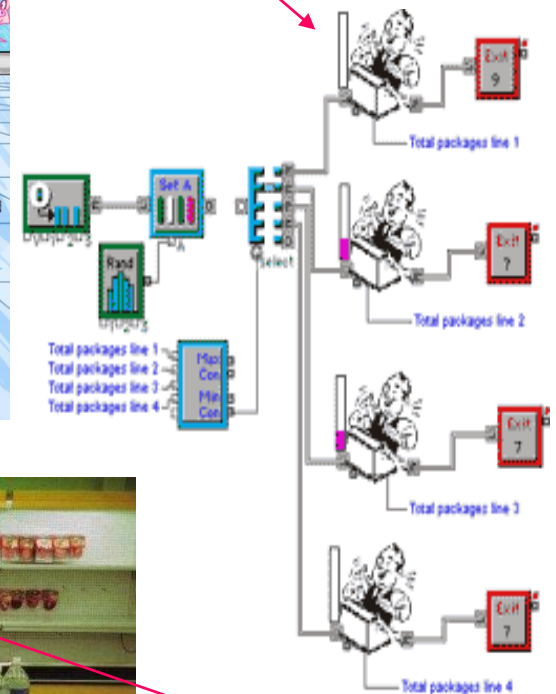 Exit
9
Total packages line 1
Set A
A
Rand
Select
Exit
7
Total packages line 2
Total packages line 1
Total packages line 2
Total packages line 3
Total packages line 4
Max
Con
Min
Con
Exit
7
Total packages line 3
Exit
7
Total packages line 4